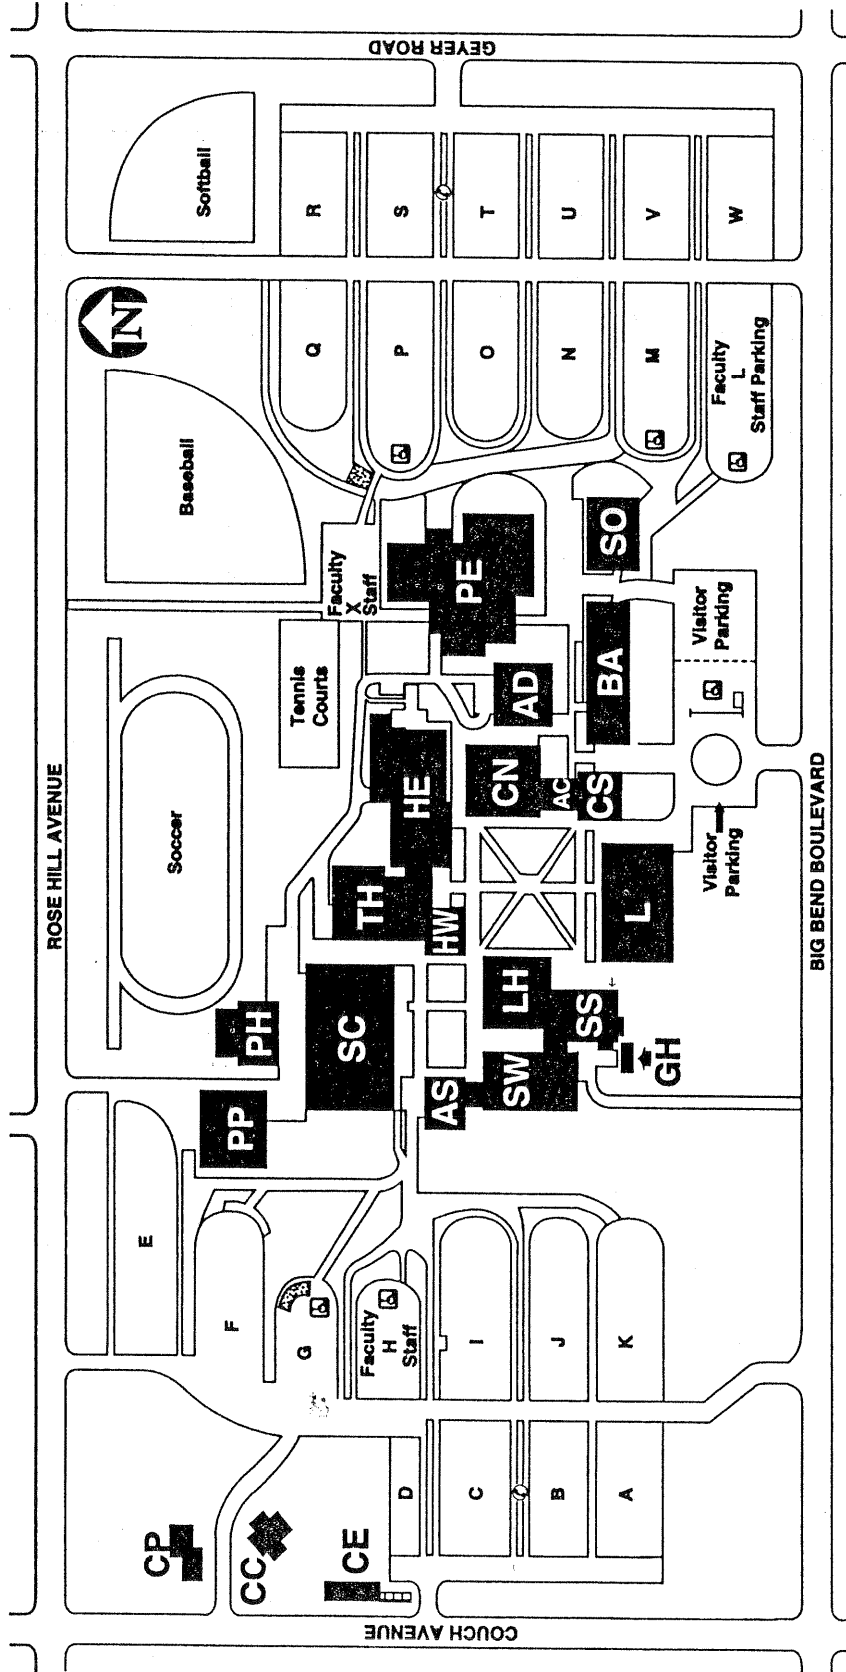 ROSE HILL AVENUE
COUCH AVENUE
GEYER ROAD
N
CP
CC
CE
E
F
G
Faculty
H
Staff
D
C
B
A
I
J
K
PP
PH
Soccer
Baseball
Softball
Tennis
Courts
Faculty
X
Staff
SC
TH
HE
PE
AS
HW
SW
LH
CN
AD
SS
GH
L
AC
CS
BA
SO
Visitor
Parking
Visitor
Parking
Q
R
P
S
O
T
N
U
M
V
Faculty
L
Staff Parking
W
BIG BEND BOULEVARD